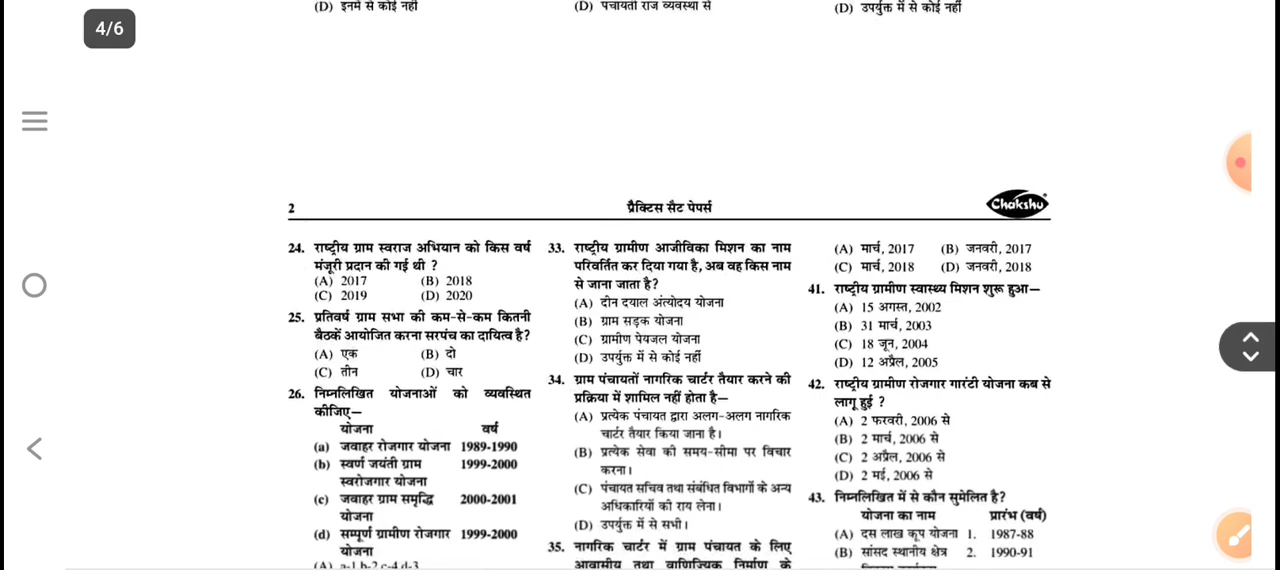 (D) इनमें से कोई नहीं
(D) पंचायती राज व्यवस्था से
(D) उपर्युक्त में से कोई नहीं
4/6
2
प्रैक्टिस सैट पेपर्स
Chakshu
24. राष्ट्रीय ग्राम स्वराज अभियान को किस वर्ष
मंजूरी प्रदान की गई थी ?
(A) 2017 (B) 2018
(C) 2019 (D) 2020
25. प्रतिवर्ष ग्राम सभा की कम-से-कम कितनी
बैठकें आयोजित करना सरपंच का दायित्व है?
(A) एक (B) दो
(C) तीन (D) चार
26. निम्नलिखित योजनाओं को व्यवस्थित
कीजिए—
योजना वर्ष
(a) जवाहर रोजगार योजना 1989-1990
(b) स्वर्ण जयंती ग्राम 1999-2000
स्वरोजगार योजना
(c) जवाहर ग्राम समृद्धि 2000-2001
योजना
(d) सम्पूर्ण ग्रामीण रोजगार 1999-2000
योजना
(A) a-1 b-2 c-4 d-3
33. राष्ट्रीय ग्रामीण आजीविका मिशन का नाम
परिवर्तित कर दिया गया है, अब वह किस नाम
से जाना जाता है?
(A) दीन दयाल अंत्योदय योजना
(B) ग्राम सड़क योजना
(C) ग्रामीण पेयजल योजना
(D) उपर्युक्त में से कोई नहीं
34. ग्राम पंचायतों नागरिक चार्टर तैयार करने की
प्रक्रिया में शामिल नहीं होता है—
(A) प्रत्येक पंचायत द्वारा अलग-अलग नागरिक
चार्टर तैयार किया जाना है।
(B) प्रत्येक सेवा की समय-सीमा पर विचार
करना।
(C) पंचायत सचिव तथा संबंधित विभागों के अन्य
अधिकारियों की राय लेना।
(D) उपर्युक्त में से सभी।
35. नागरिक चार्टर में ग्राम पंचायत के लिए
आवासीय तथा वाणिज्यिक निर्माण के
(A) मार्च, 2017 (B) जनवरी, 2017
(C) मार्च, 2018 (D) जनवरी, 2018
41. राष्ट्रीय ग्रामीण स्वास्थ्य मिशन शुरू हुआ—
(A) 15 अगस्त, 2002
(B) 31 मार्च, 2003
(C) 18 जून, 2004
(D) 12 अप्रैल, 2005
42. राष्ट्रीय ग्रामीण रोजगार गारंटी योजना कब से
लागू हुई ?
(A) 2 फरवरी, 2006 से
(B) 2 मार्च, 2006 से
(C) 2 अप्रैल, 2006 से
(D) 2 मई, 2006 से
43. निम्नलिखित में से कौन सुमेलित है?
योजना का नाम प्रारंभ (वर्ष)
(A) दस लाख कूप योजना 1. 1987-88
(B) सांसद स्थानीय क्षेत्र 2. 1990-91